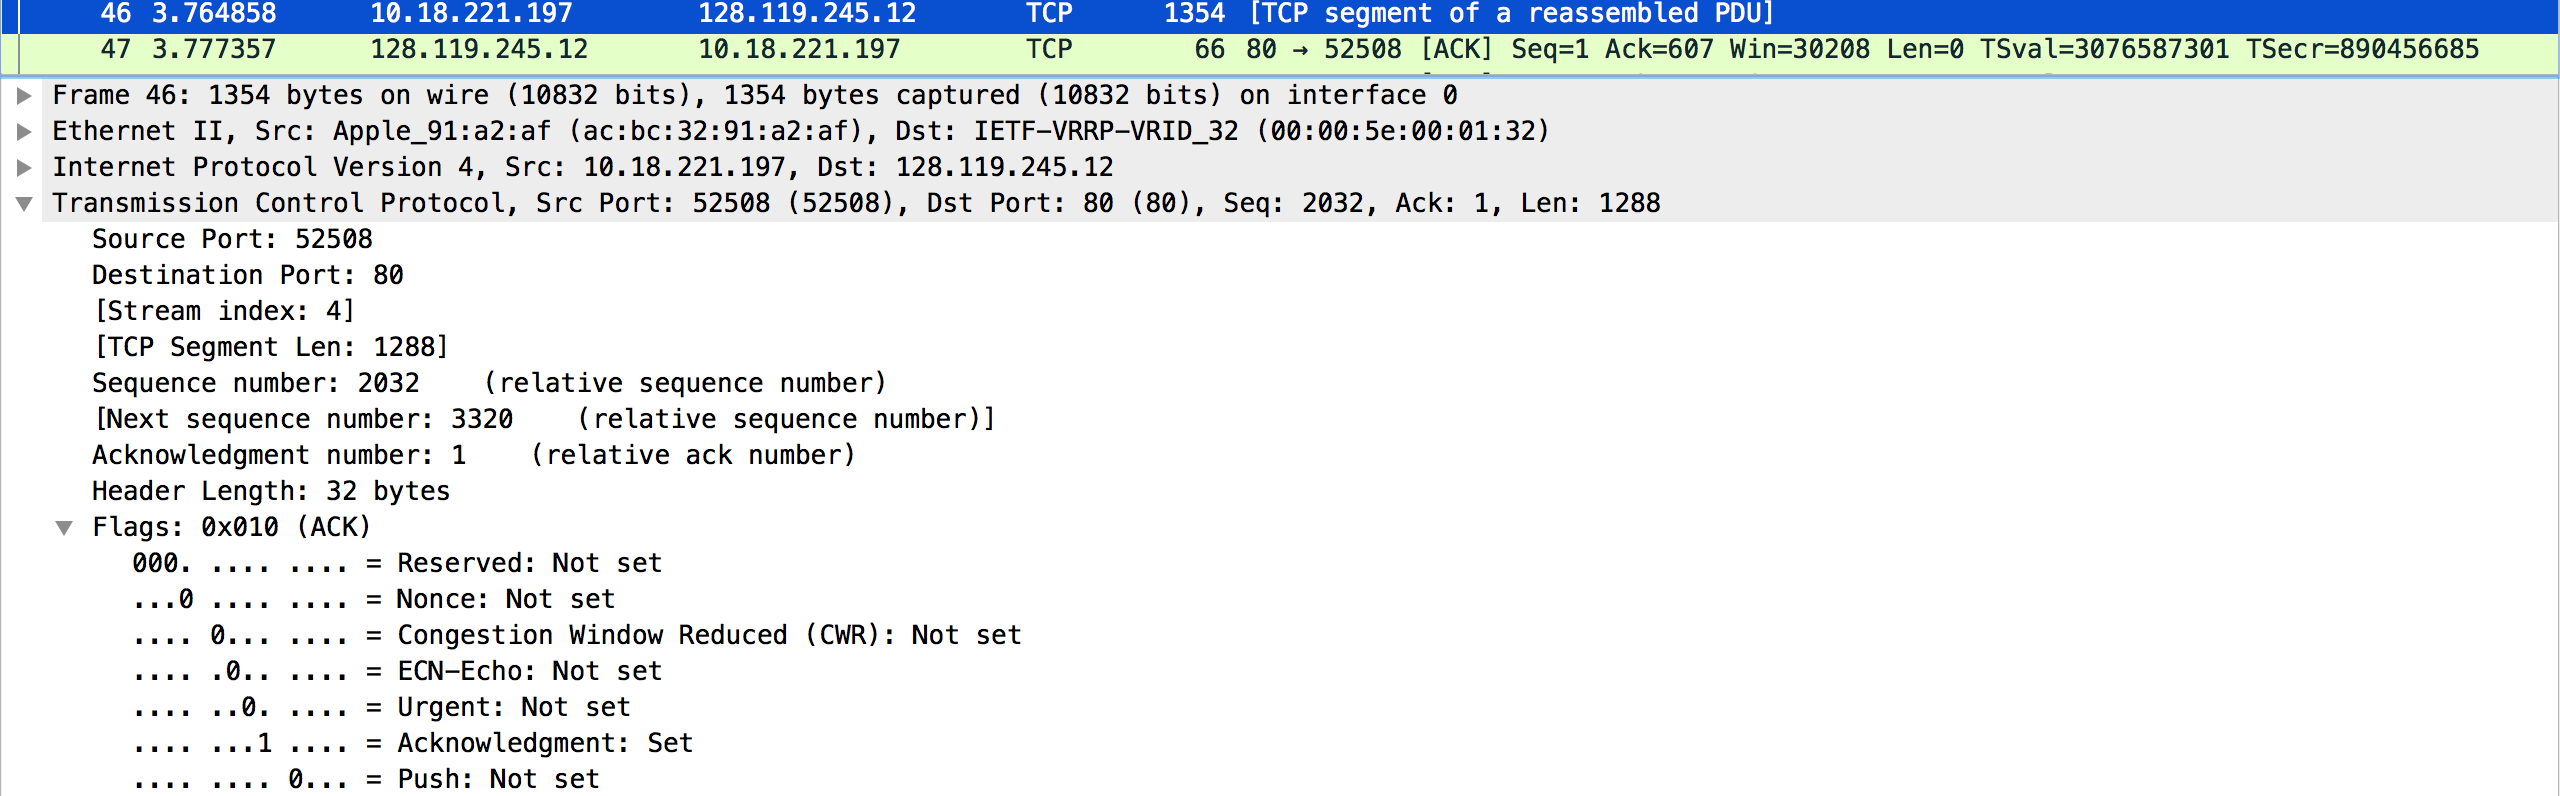 46 3.764858 10.18.221.197 128.119.245.12 TCP 1354 [TCP segment of a reassembled PDU]
47 3.777357 128.119.245.12 10.18.221.197 TCP 66 80 → 52508 [ACK] Seq=1 Ack=607 Win=30208 Len=0 TSval=3076587301 TSecr=890456685
Frame 46: 1354 bytes on wire (10832 bits), 1354 bytes captured (10832 bits) on interface 0
Ethernet II, Src: Apple_91:a2:af (ac:bc:32:91:a2:af), Dst: IETF-VRRP-VRID_32 (00:00:5e:00:01:32)
Internet Protocol Version 4, Src: 10.18.221.197, Dst: 128.119.245.12
Transmission Control Protocol, Src Port: 52508 (52508), Dst Port: 80 (80), Seq: 2032, Ack: 1, Len: 1288
Source Port: 52508
Destination Port: 80
[Stream index: 4]
[TCP Segment Len: 1288]
Sequence number: 2032    (relative sequence number)
[Next sequence number: 3320    (relative sequence number)]
Acknowledgment number: 1    (relative ack number)
Header Length: 32 bytes
Flags: 0x010 (ACK)
000. .... .... = Reserved: Not set
...0 .... .... = Nonce: Not set
.... 0... .... = Congestion Window Reduced (CWR): Not set
.... .0.. .... = ECN-Echo: Not set
.... ..0. .... = Urgent: Not set
.... ...1 .... = Acknowledgment: Set
.... .... 0... = Push: Not set